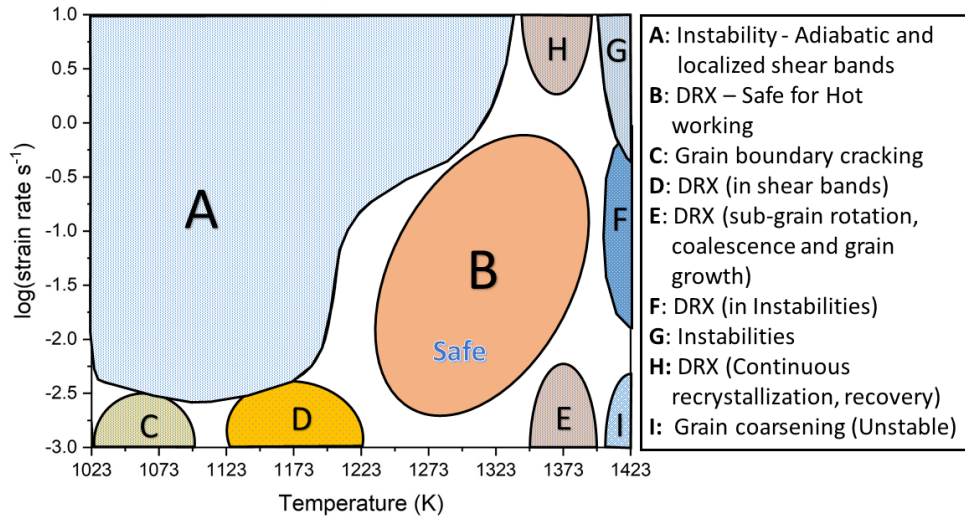 1.0
0.5
0.0
-0.5
-1.0
-1.5
-2.0
-2.5
-3.0
log(strain rate s-1)
1023 1073 1123 1173 1223 1273 1323 1373 1423
Temperature (K)
H
G
A
F
B
Safe
C
D
E
I
A: Instability - Adiabatic and
localized shear bands
B: DRX – Safe for Hot
working
C: Grain boundary cracking
D: DRX (in shear bands)
E: DRX (sub-grain rotation,
coalescence and grain
growth)
F: DRX (in Instabilities)
G: Instabilities
H: DRX (Continuous
recrystallization, recovery)
I: Grain coarsening (Unstable)